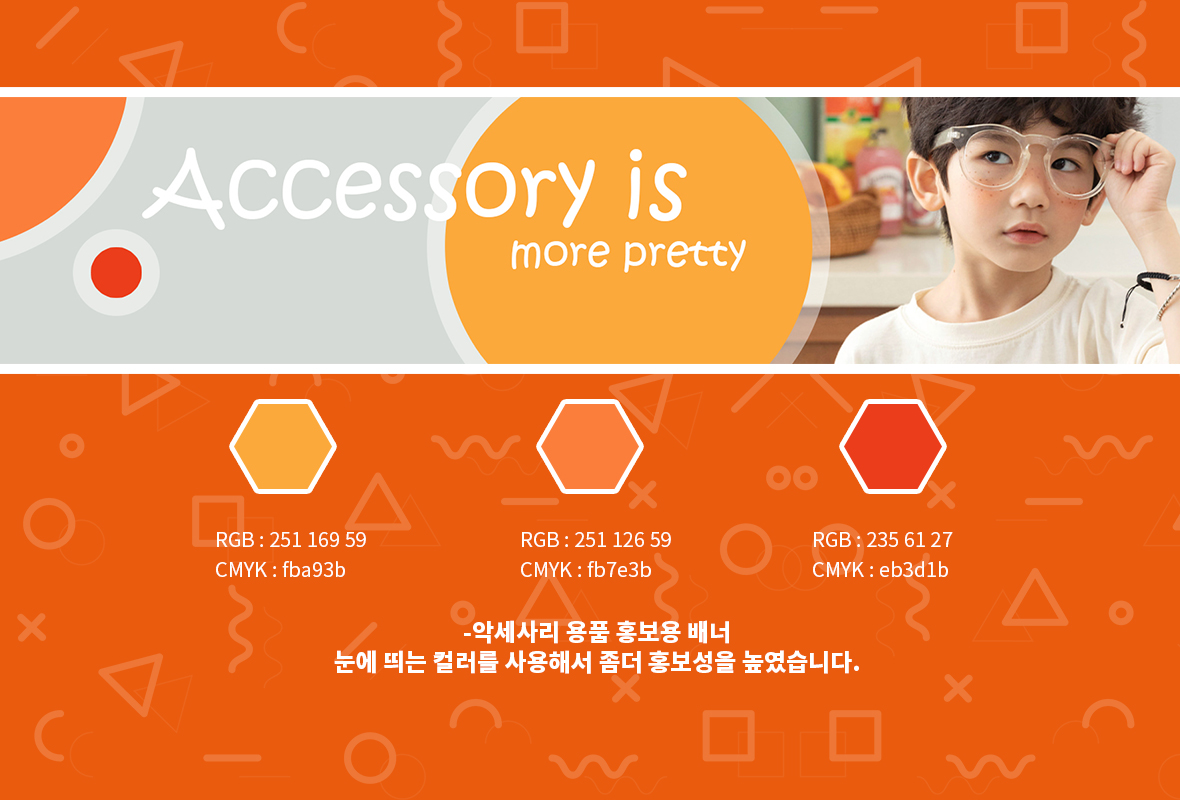 Accessory is
more pretty
RGB : 251 169 59
CMYK : fba93b
RGB : 251 126 59
CMYK : fb7e3b
RGB : 235 61 27
CMYK : eb3d1b
-악세사리 용품 홍보용 배너
눈에 띄는 컬러를 사용해서 좀더 홍보성을 높였습니다.